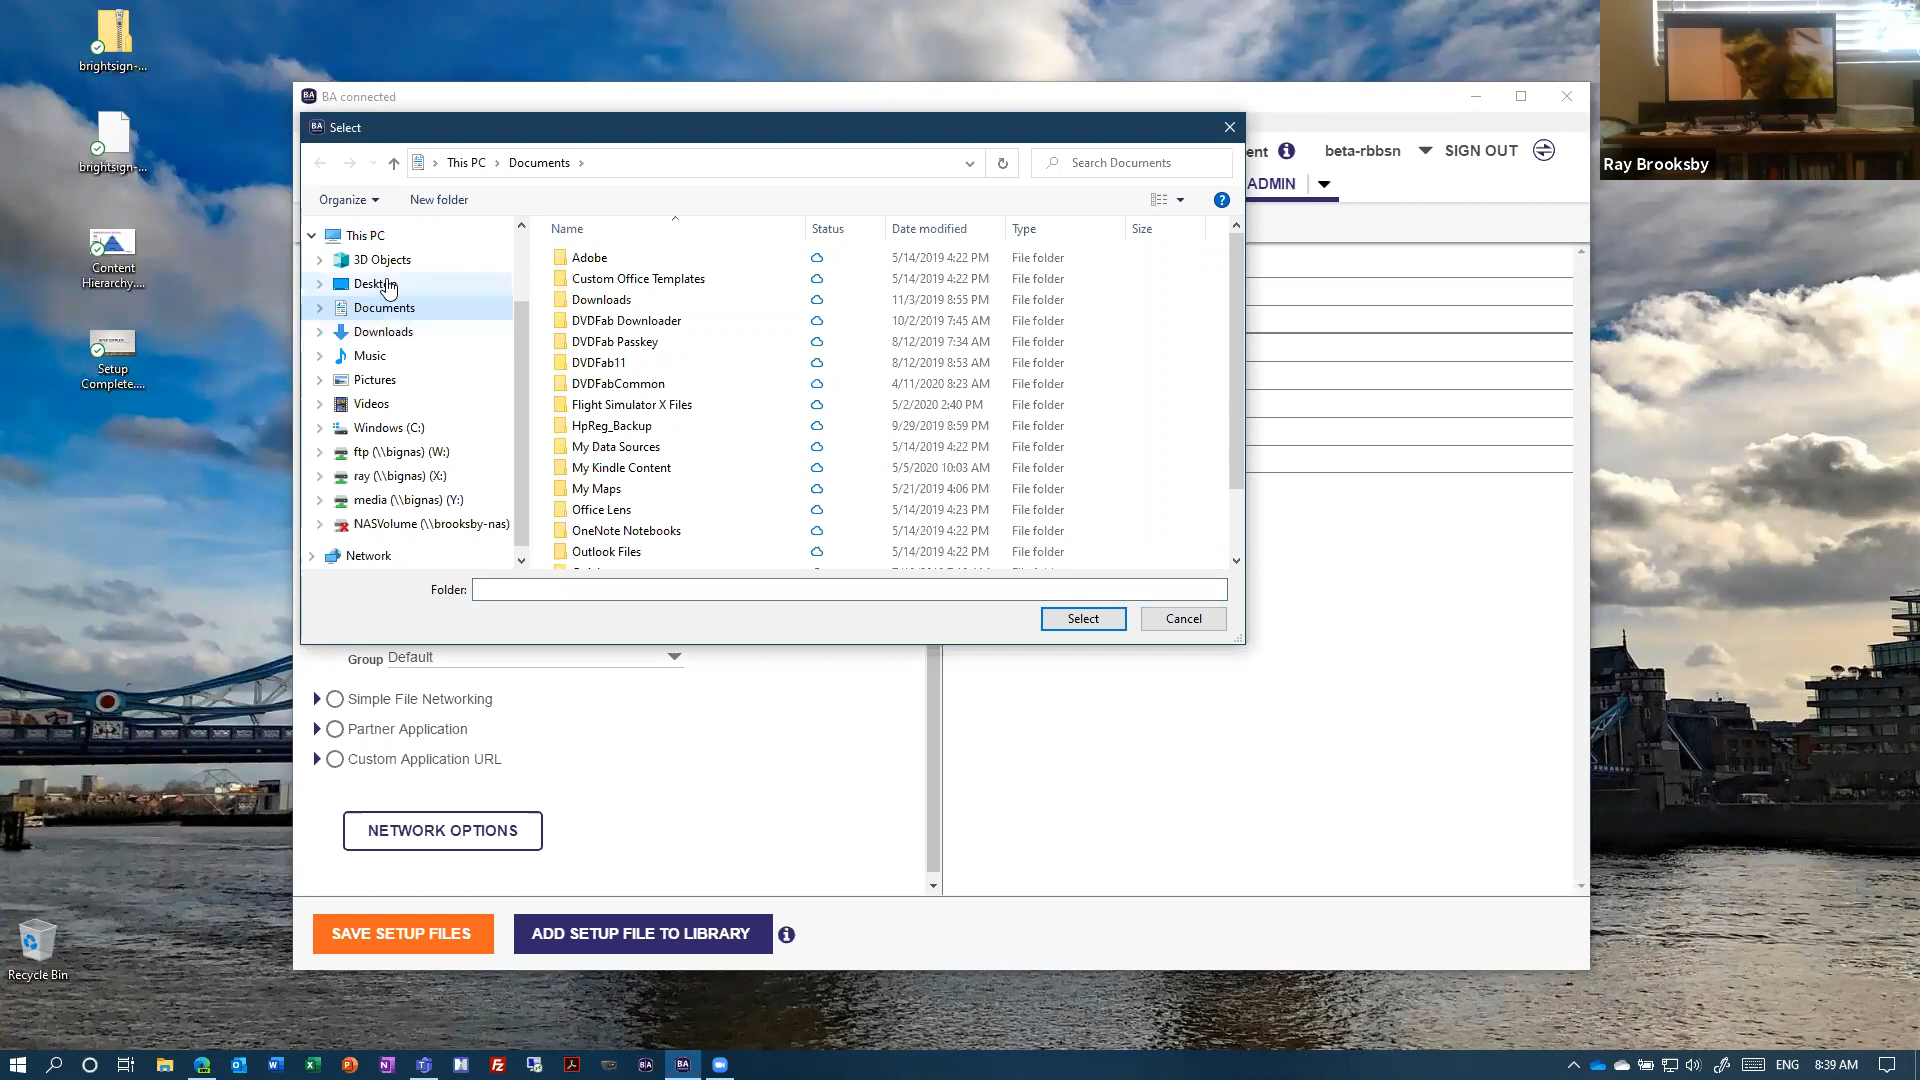 brightsign-...
brightsign-...
Content
Hierarchy....
Setup
Complete....
Recycle Bin
BA BA connected
ent
beta-rbbsn
SIGN OUT
ADMIN
Ray Brooksby
BA Select
This PC > Documents >
Search Documents
Organize
New folder
This PC
3D Objects
Desktop
Documents
Downloads
Music
Pictures
Videos
Windows (C:)
ftp (\\bignas) (W:)
ray (\\bignas) (X:)
media (\\bignas) (Y:)
NASVolume (\\brooksby-nas)
Network
Name Status Date modified Type Size
Adobe 5/14/2019 4:22 PM File folder
Custom Office Templates 5/14/2019 4:22 PM File folder
Downloads 11/3/2019 8:55 PM File folder
DVDFab Downloader 10/2/2019 7:45 AM File folder
DVDFab Passkey 8/12/2019 7:34 AM File folder
DVDFab11 8/12/2019 8:53 AM File folder
DVDFabCommon 4/11/2020 8:23 AM File folder
Flight Simulator X Files 5/2/2020 2:40 PM File folder
HpReg_Backup 9/29/2019 8:59 PM File folder
My Data Sources 5/14/2019 4:22 PM File folder
My Kindle Content 5/5/2020 10:03 AM File folder
My Maps 5/21/2019 4:06 PM File folder
Office Lens 5/14/2019 4:23 PM File folder
OneNote Notebooks 5/14/2019 4:22 PM File folder
Outlook Files 5/14/2019 4:22 PM File folder
Folder:
Select Cancel
Group Default
Simple File Networking
Partner Application
Custom Application URL
NETWORK OPTIONS
SAVE SETUP FILES
ADD SETUP FILE TO LIBRARY
ENG
8:39 AM